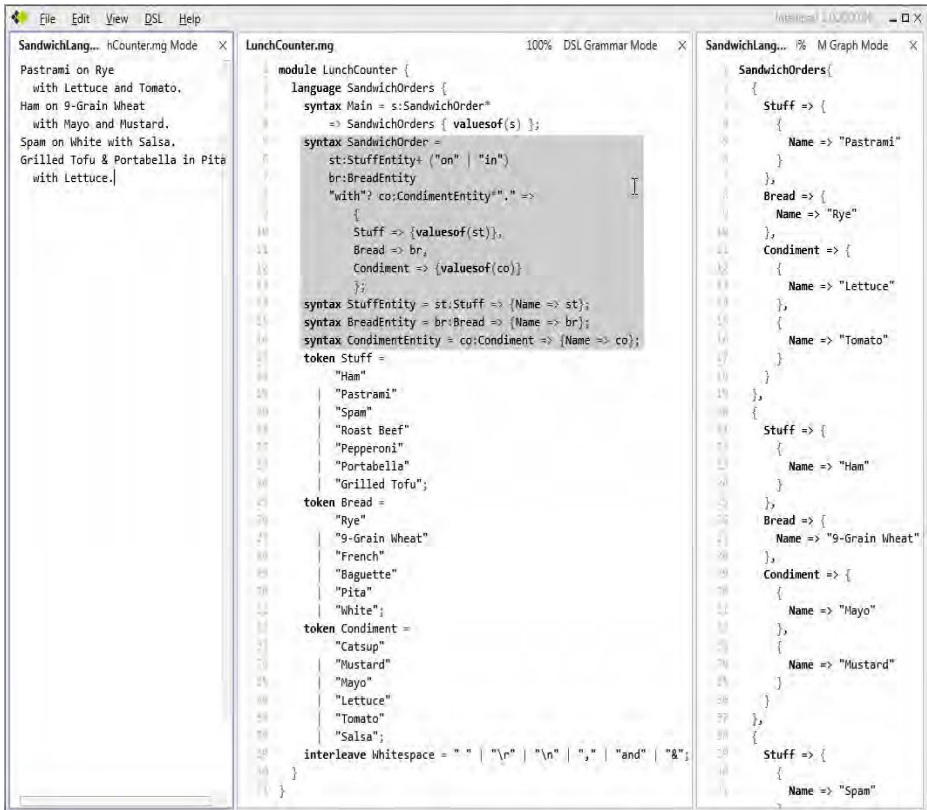 File Edit View DSL Help
SandwichLang... hCounter.mg Mode X
Pastrami on Rye
with Lettuce and Tomato.
Ham on 9-Grain Wheat
with Mayo and Mustard.
Spam on White with Salsa.
Grilled Tofu & Portabella in Pita
with Lettuce.
LunchCounter.mg 100% DSL Grammar Mode X
module LunchCounter {
language SandwichOrders {
syntax Main = s:SandwichOrder*
=> SandwichOrders { valuesof(s) };
syntax SandwichOrder =
st:StuffEntity+ ("on" | "in")
br:BreadEntity
"with"? co:CondimentEntity*"." =>
{
Stuff => {valuesof(st)},
Bread => br,
Condiment => {valuesof(co)}
};
syntax StuffEntity = st:Stuff => {Name => st};
syntax BreadEntity = br:Bread => {Name => br};
syntax CondimentEntity = co:Condiment => {Name => co};
token Stuff =
"Ham"
| "Pastrami"
| "Spam"
| "Roast Beef"
| "Pepperoni"
| "Portabella"
| "Grilled Tofu";
token Bread =
"Rye"
| "9-Grain Wheat"
| "French"
| "Baguette"
| "Pita"
| "White";
token Condiment =
"Catsup"
| "Mustard"
| "Mayo"
| "Lettuce"
| "Tomato"
| "Salsa";
interleave Whitespace = " " | "\r" | "\n" | "," | "and" | "&";
}
}
SandwichLang... % M Graph Mode X
SandwichOrders{
{
Stuff => {
{
Name => "Pastrami"
}
},
Bread => {
Name => "Rye"
},
Condiment => {
{
Name => "Lettuce"
},
{
Name => "Tomato"
}
}
},
{
Stuff => {
{
Name => "Ham"
}
},
Bread => {
Name => "9-Grain Wheat"
},
Condiment => {
{
Name => "Mayo"
},
{
Name => "Mustard"
}
}
},
{
Stuff => {
{
Name => "Spam"